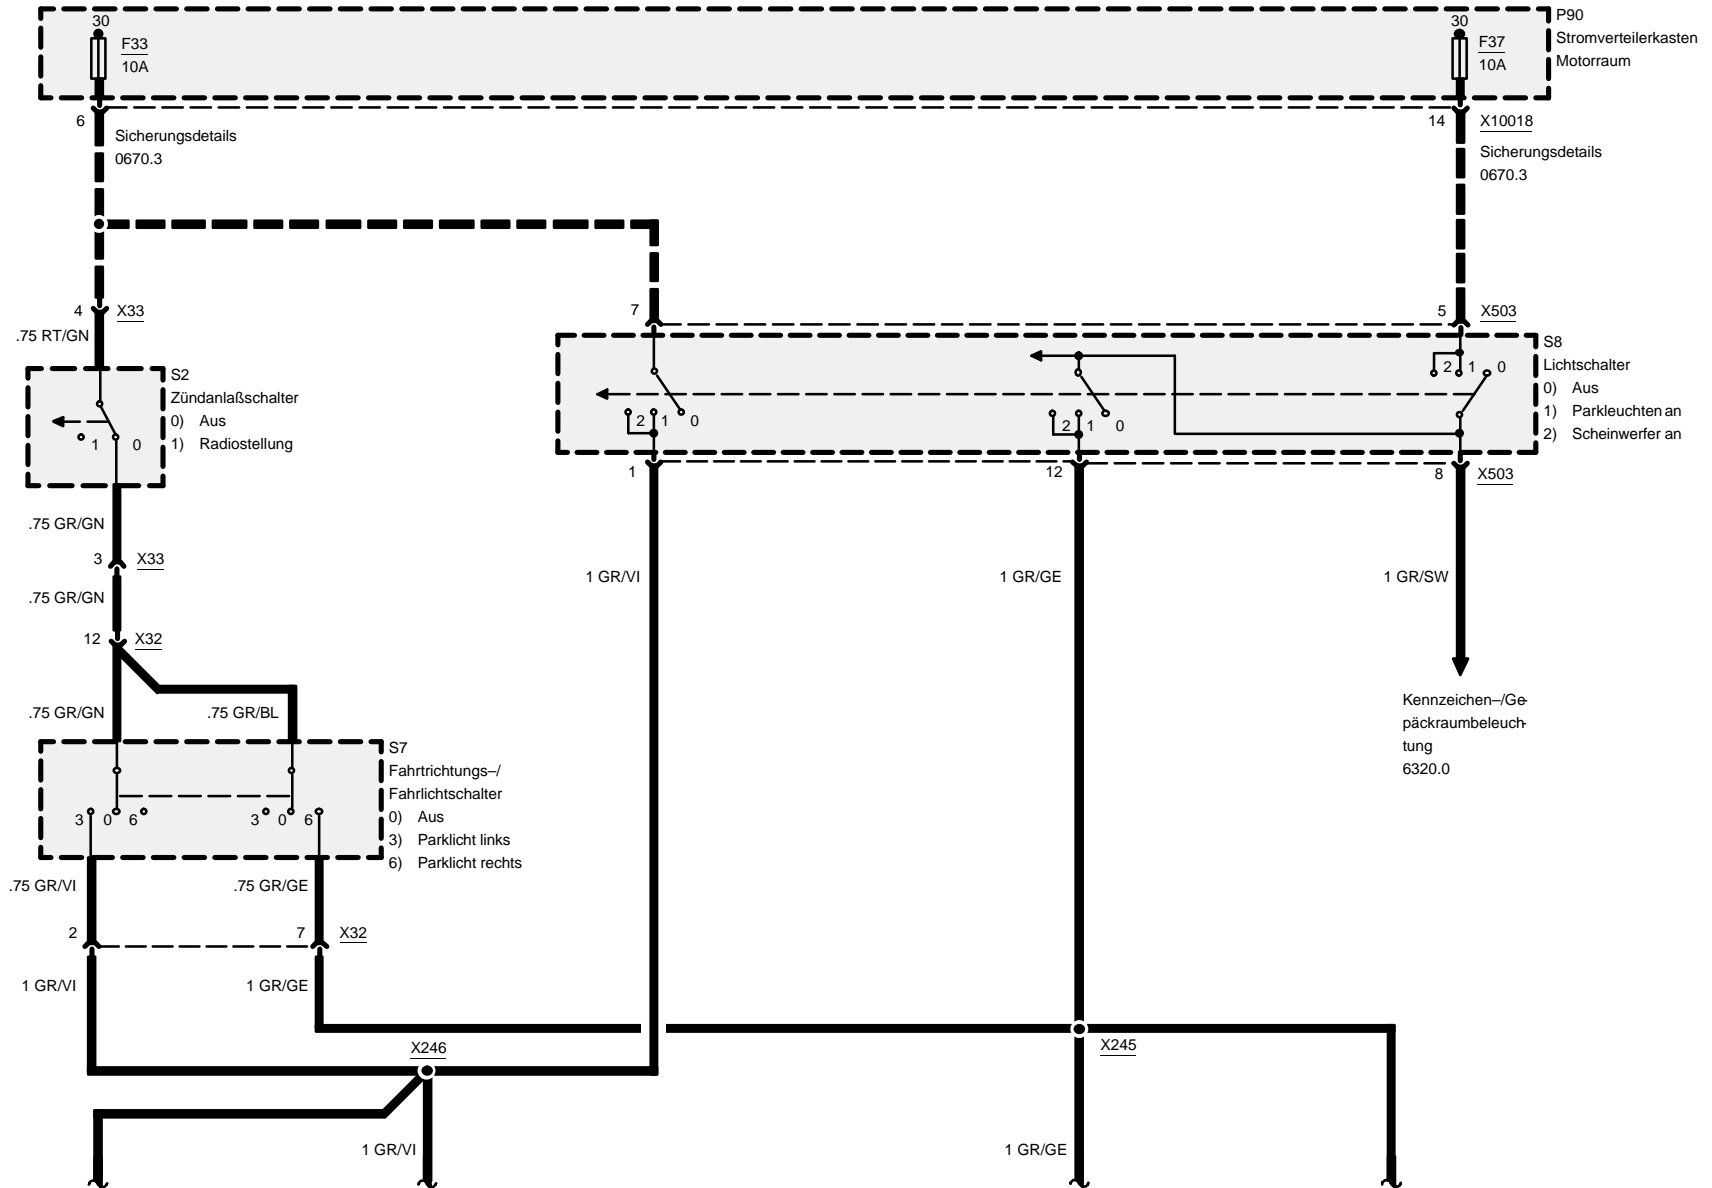 30
F33
10A
30
F37
10A
P90
Stromverteilerkasten
Motorraum
6
Sicherungsdetails
0670.3
14
X10018
Sicherungsdetails
0670.3
4
X33
.75 RT/GN
7
5
X503
S2
Zündanlaßschalter
0) Aus
1) Radiostellung
1 0
2 1 0
2 1 0
2 1 0
S8
Lichtschalter
0) Aus
1) Parkleuchten an
2) Scheinwerfer an
1
12
8
X503
.75 GR/GN
3
X33
.75 GR/GN
1 GR/VI
1 GR/GE
1 GR/SW
12
X32
.75 GR/GN
.75 GR/BL
Kennzeichen–/Ge-
päckraumbeleuch-
tung
6320.0
S7
Fahrtrichtungs–/
Fahrlichtschalter
0) Aus
3) Parklicht links
6) Parklicht rechts
3 0 6
3 0 6
.75 GR/VI
.75 GR/GE
2
7
X32
1 GR/VI
1 GR/GE
X246
X245
1 GR/VI
1 GR/GE